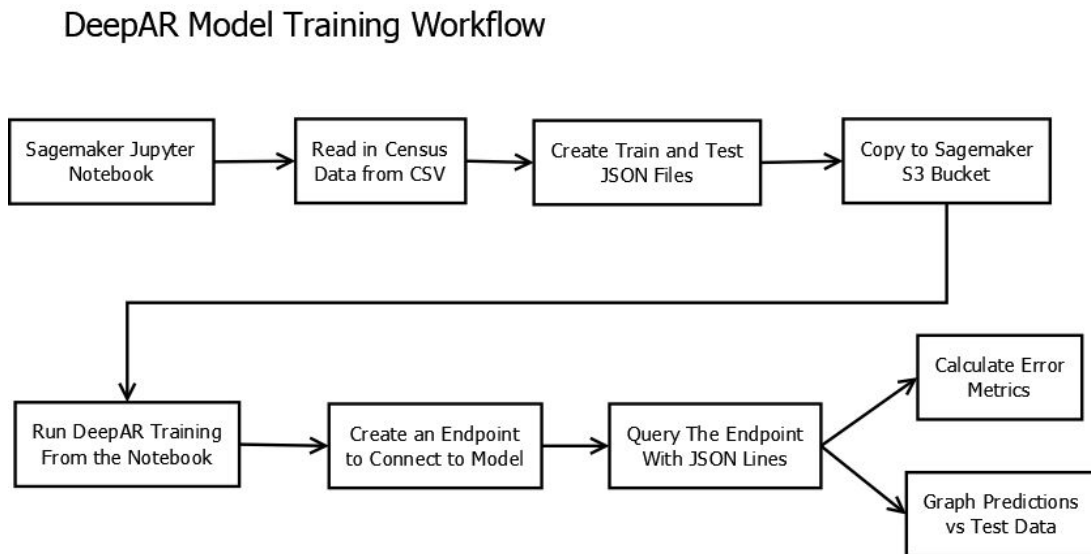 DeepAR Model Training Workflow
Sagemaker Jupyter
Notebook
Read in Census
Data from CSV
Create Train and Test
JSON Files
Copy to Sagemaker
S3 Bucket
Run DeepAR Training
From the Notebook
Create an Endpoint
to Connect to Model
Query The Endpoint
With JSON Lines
Calculate Error
Metrics
Graph Predictions
vs Test Data